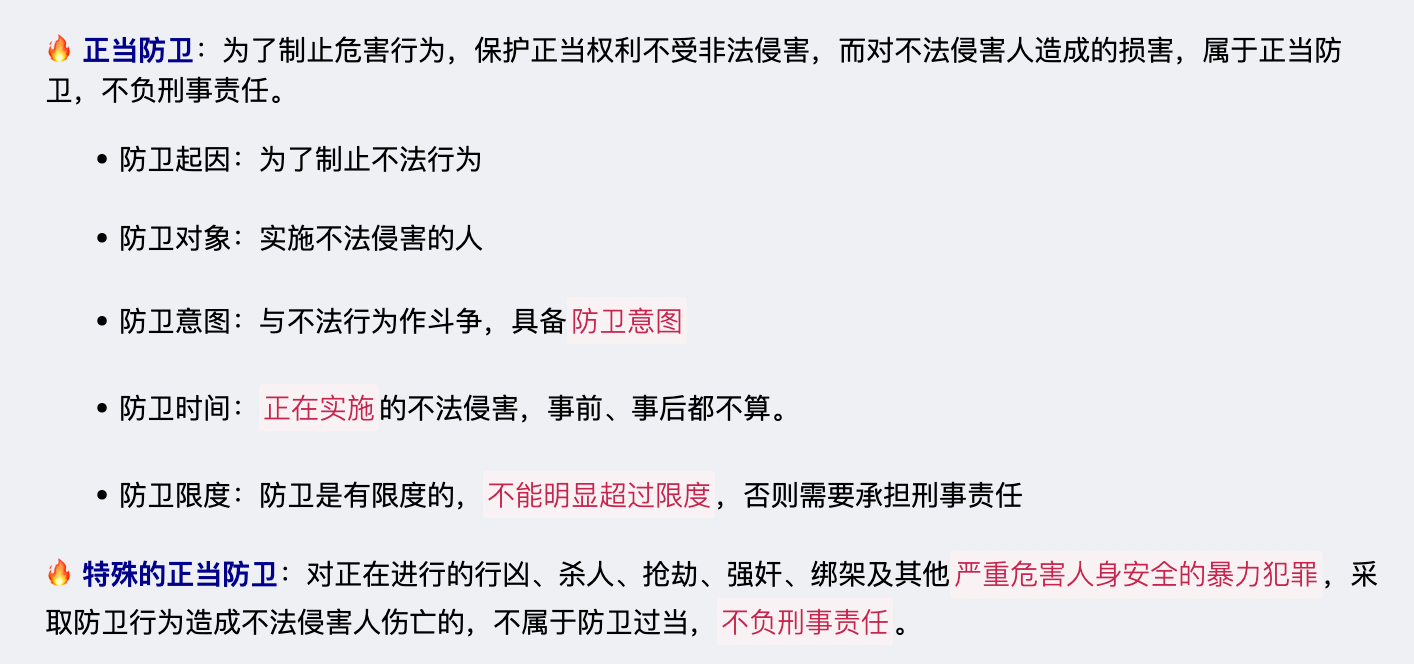 🔥 正当防卫：为了制止危害行为，保护正当权利不受非法侵害，而对不法侵害人造成的损害，属于正当防
卫，不负刑事责任。
• 防卫起因：为了制止不法行为
• 防卫对象：实施不法侵害的人
• 防卫意图：与不法行为作斗争，具备防卫意图
• 防卫时间：正在实施的不法侵害，事前、事后都不算。
• 防卫限度：防卫是有限度的，不能明显超过限度，否则需要承担刑事责任
🔥 特殊的正当防卫：对正在进行的行凶、杀人、抢劫、强奸、绑架及其他严重危害人身安全的暴力犯罪，采
取防卫行为造成不法侵害人伤亡的，不属于防卫过当，不负刑事责任。